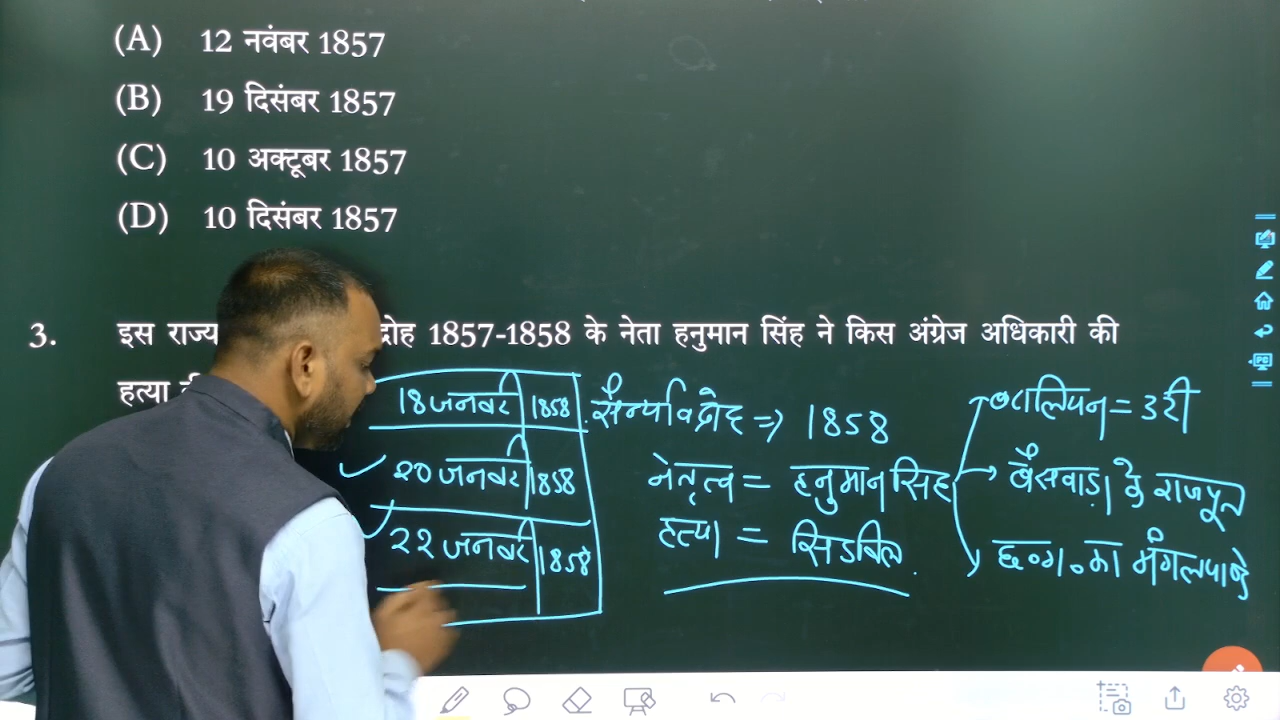 (A) 12 नवंबर 1857
(B) 19 दिसंबर 1857
(C) 10 अक्टूबर 1857
(D) 10 दिसंबर 1857
3. इस राज्य द्रोह 1857-1858 के नेता हनुमान सिंह ने किस अंग्रेज अधिकारी की
हत्या
18 जनवरी 1858
20 जनवरी 1858
22 जनवरी 1858
सैन्य विद्रोह ⇒ 1858
नेतृत्व = हनुमान सिंह
हत्या = सिडविल
बटालियन = 3री
बैसवाड़ा के राजपूत
छ०ग० का मंगल पांडे